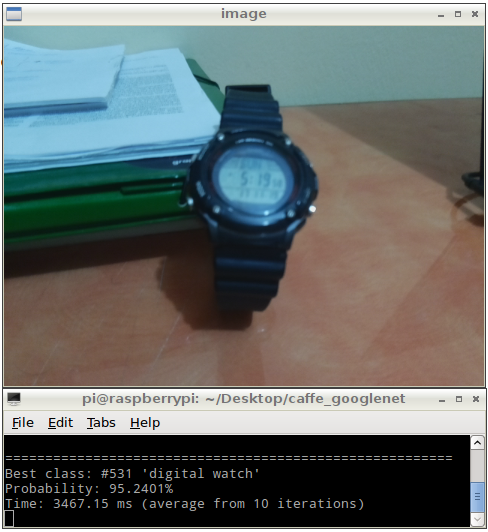 image
5:19
pi@raspberrypi: ~/Desktop/caffe_googlenet
File Edit Tabs Help
========================================================
Best class: #531 'digital watch'
Probability: 95.2401%
Time: 3467.15 ms (average from 10 iterations)